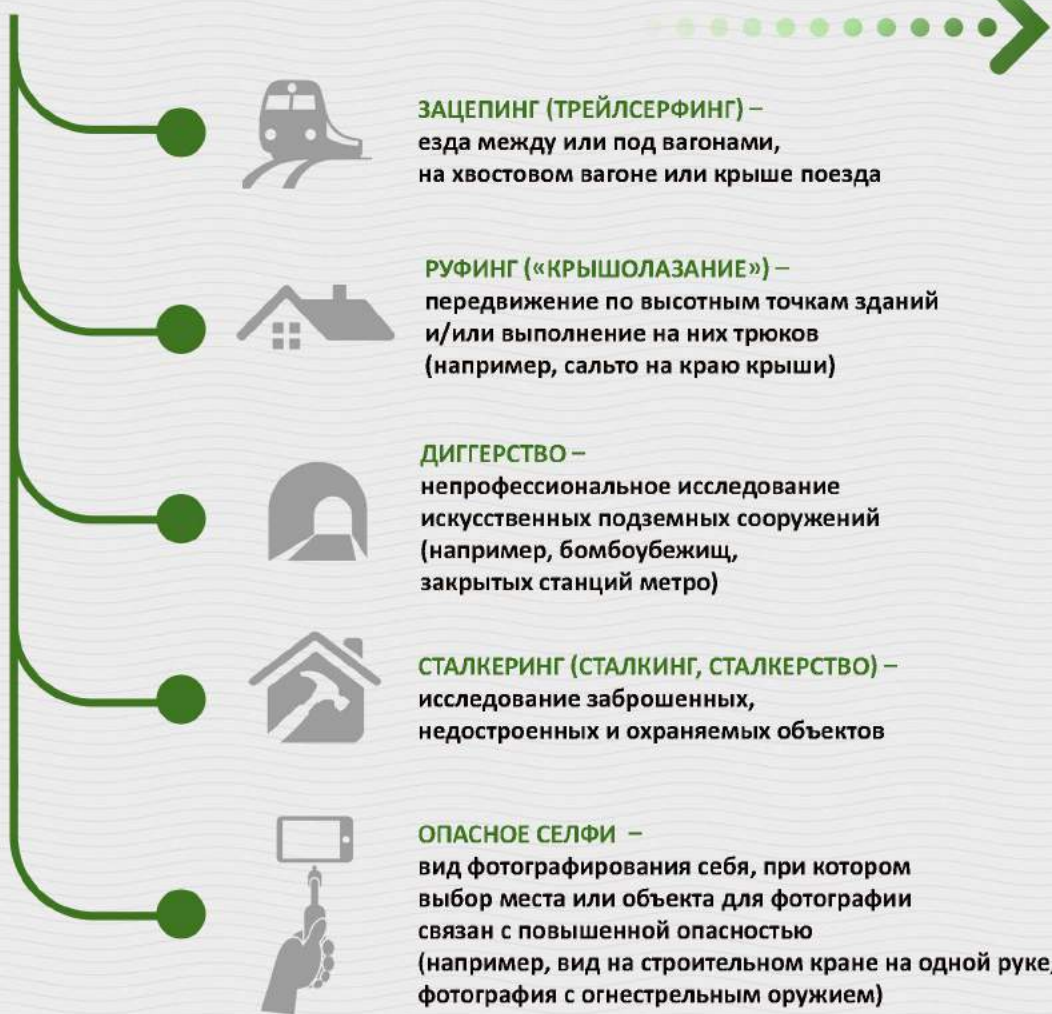 ЗАЦЕПИНГ (ТРЕЙЛСЕРФИНГ) –
езда между или под вагонами,
на хвостовом вагоне или крыше поезда
РУФИНГ («КРЫШОЛАЗАНИЕ») –
передвижение по высотным точкам зданий
и/или выполнение на них трюков
(например, сальто на краю крыши)
ДИГГЕРСТВО –
непрофессиональное исследование
искусственных подземных сооружений
(например, бомбоубежищ,
закрытых станций метро)
СТАЛКЕРИНГ (СТАЛКИНГ, СТАЛКЕРСТВО) –
исследование заброшенных,
недостроенных и охраняемых объектов
ОПАСНОЕ СЕЛФИ –
вид фотографирования себя, при котором
выбор места или объекта для фотографии
связан с повышенной опасностью
(например, вид на строительном кране на одной руке,
фотография с огнестрельным оружием)